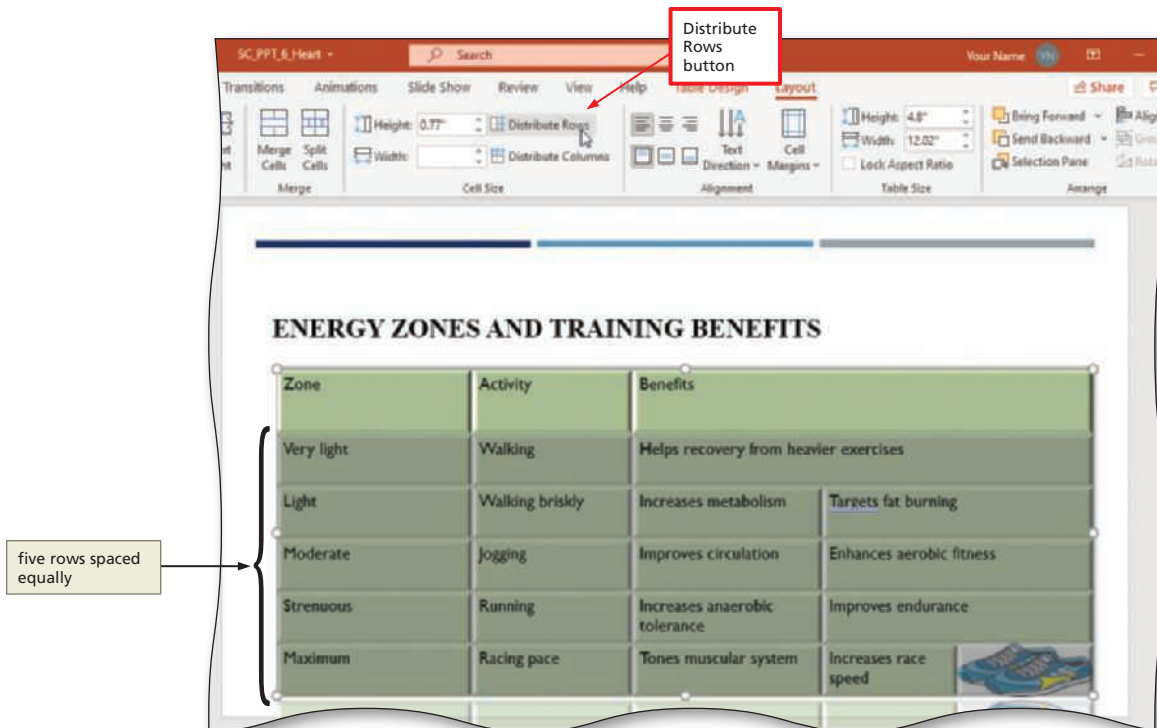 Distribute
Rows
button
SC_PPT_6_Heart
Search
Your Name
YN
Transitions Animations Slide Show Review View Help Table Design Layout Share
Merge Cells
Split Cells
Height: 0.77"
Width:
Distribute Rows
Distribute Columns
Text Direction
Cell Margins
Height: 4.8"
Width: 12.02"
Lock Aspect Ratio
Bring Forward
Send Backward
Selection Pane
Merge Cell Size Alignment Table Size Arrange
ENERGY ZONES AND TRAINING BENEFITS
Zone Activity Benefits
Very light Walking Helps recovery from heavier exercises
Light Walking briskly Increases metabolism Targets fat burning
Moderate Jogging Improves circulation Enhances aerobic fitness
Strenuous Running Increases anaerobic tolerance Improves endurance
Maximum Racing pace Tones muscular system Increases race speed
five rows spaced
equally